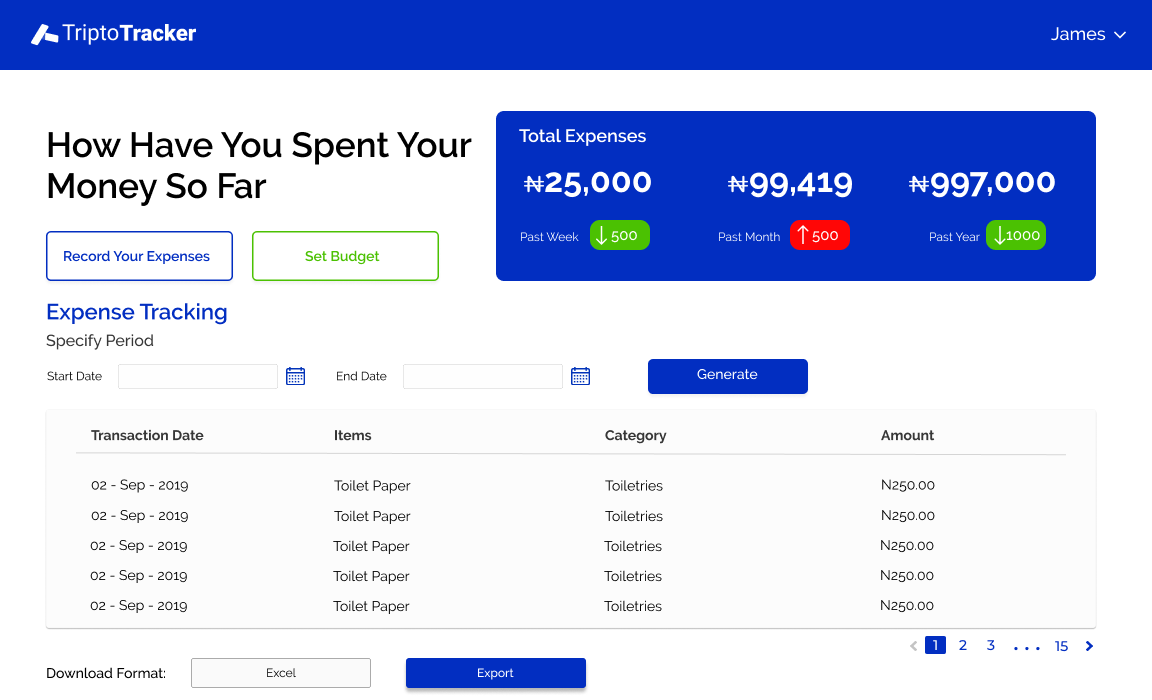 TriptoTracker
James
How Have You Spent Your
Money So Far
Record Your Expenses
Set Budget
Total Expenses
₦25,000
₦99,419
₦997,000
Past Week ↓ 500
Past Month ↑ 500
Past Year ↓1000
Expense Tracking
Specify Period
Start Date
End Date
Generate
Transaction Date Items Category Amount
02 - Sep - 2019 Toilet Paper Toiletries N250.00
02 - Sep - 2019 Toilet Paper Toiletries N250.00
02 - Sep - 2019 Toilet Paper Toiletries N250.00
02 - Sep - 2019 Toilet Paper Toiletries N250.00
02 - Sep - 2019 Toilet Paper Toiletries N250.00
< 1 2 3 . . . . 15 >
Download Format: Excel Export